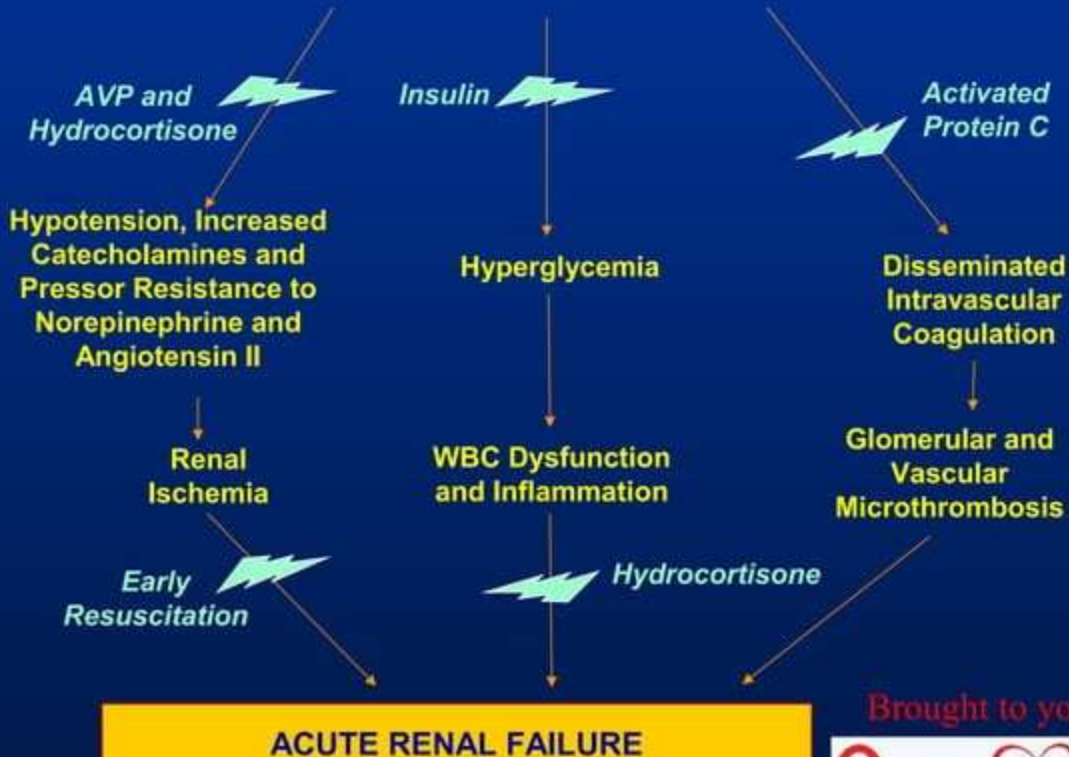 AVP and
Hydrocortisone
Insulin
Activated
Protein C
Hypotension, Increased
Catecholamines and
Pressor Resistance to
Norepinephrine and
Angiotensin II
Hyperglycemia
Disseminated
Intravascular
Coagulation
Renal
Ischemia
WBC Dysfunction
and Inflammation
Glomerular and
Vascular
Microthrombosis
Early
Resuscitation
Hydrocortisone
ACUTE RENAL FAILURE
Brought to yo